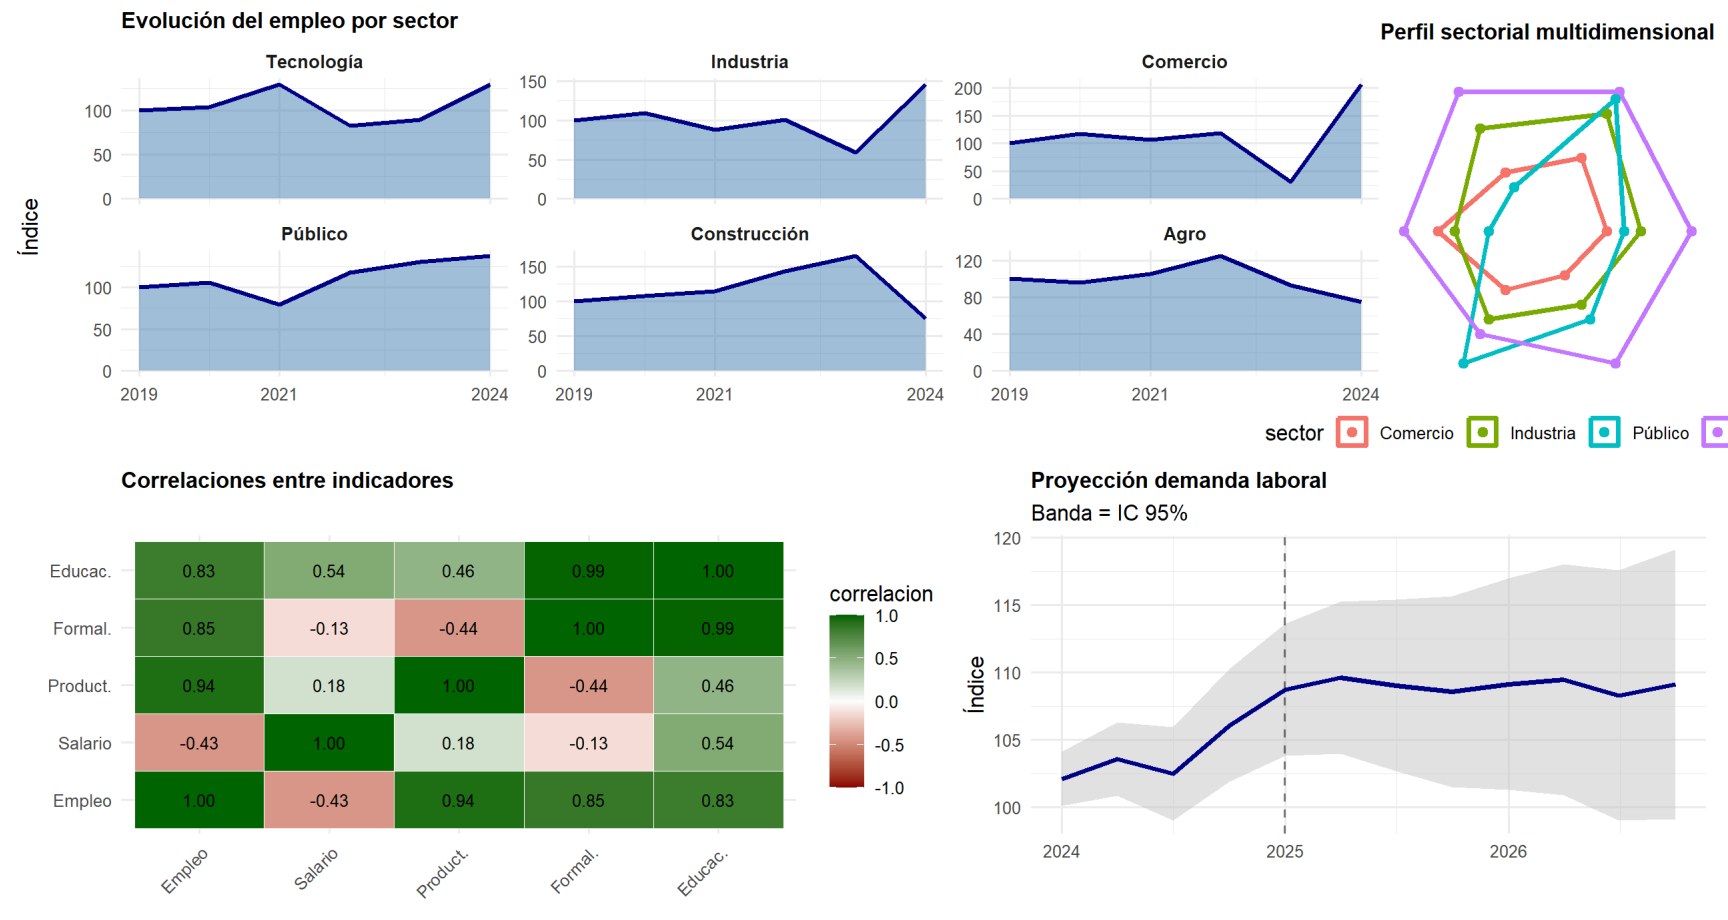 Evolución del empleo por sector
Perfil sectorial multidimensional
Tecnología
Industria
Comercio
100
50
0
150
100
50
0
200
150
100
50
0
Índice
Público
Construcción
Agro
100
50
0
150
100
50
0
120
80
40
0
2019 2021 2024
2019 2021 2024
2019 2021 2024
sector Comercio Industria Público
Correlaciones entre indicadores
Educac. 0.83 0.54 0.46 0.99 1.00
Formal. 0.85 -0.13 -0.44 1.00 0.99
Product. 0.94 0.18 1.00 -0.44 0.46
Salario -0.43 1.00 0.18 -0.13 0.54
Empleo 1.00 -0.43 0.94 0.85 0.83
Empleo Salario Product. Formal. Educac.
correlacion
1.0
0.5
0.0
-0.5
-1.0
Proyección demanda laboral
Banda = IC 95%
Índice
120
115
110
105
100
2024 2025 2026